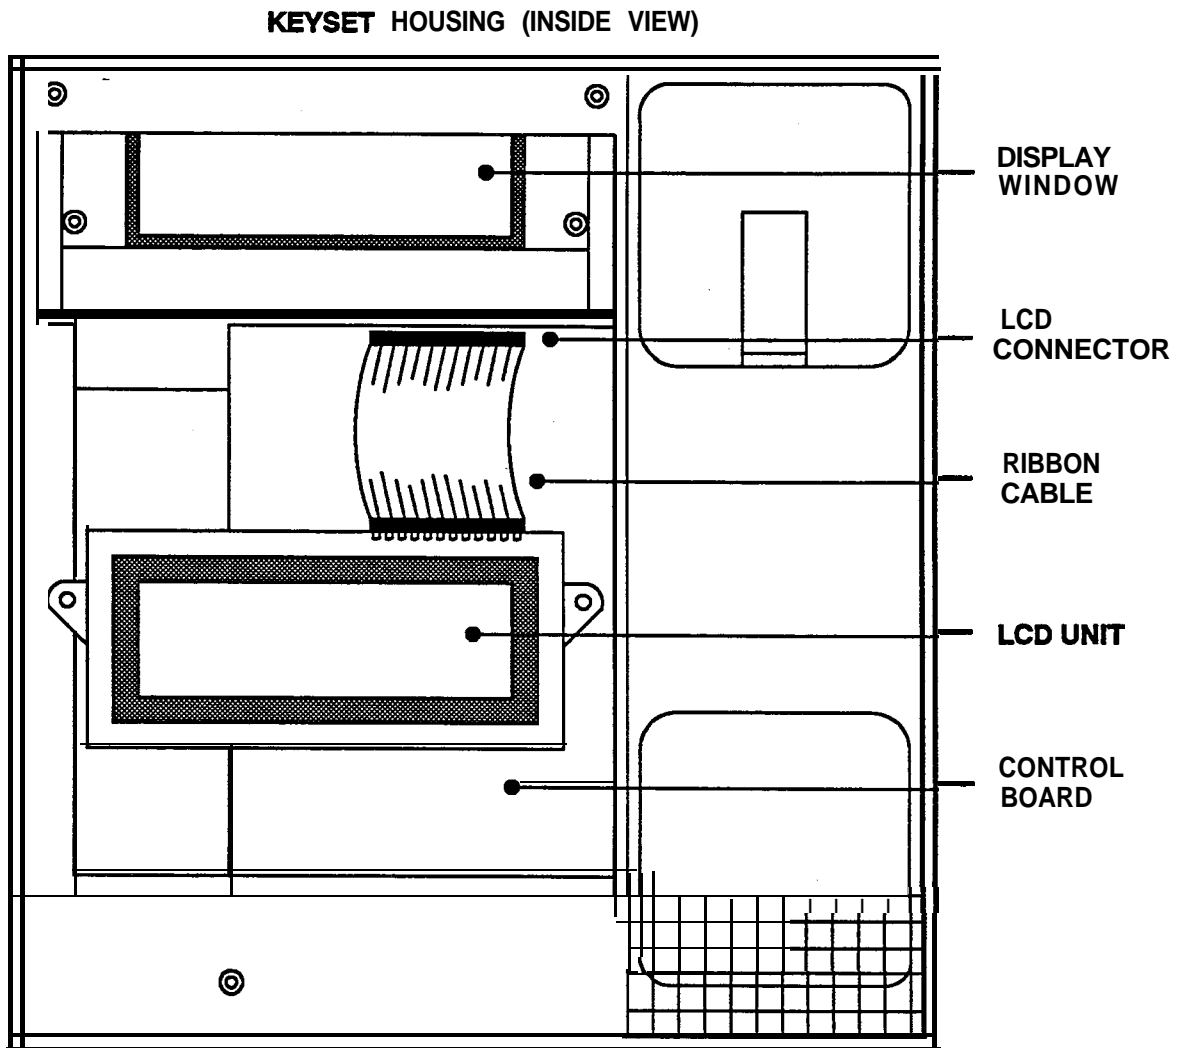 KEYSET HOUSING (INSIDE VIEW)
DISPLAY
WINDOW
LCD
CONNECTOR
RIBBON
CABLE
LCD UNIT
CONTROL
BOARD